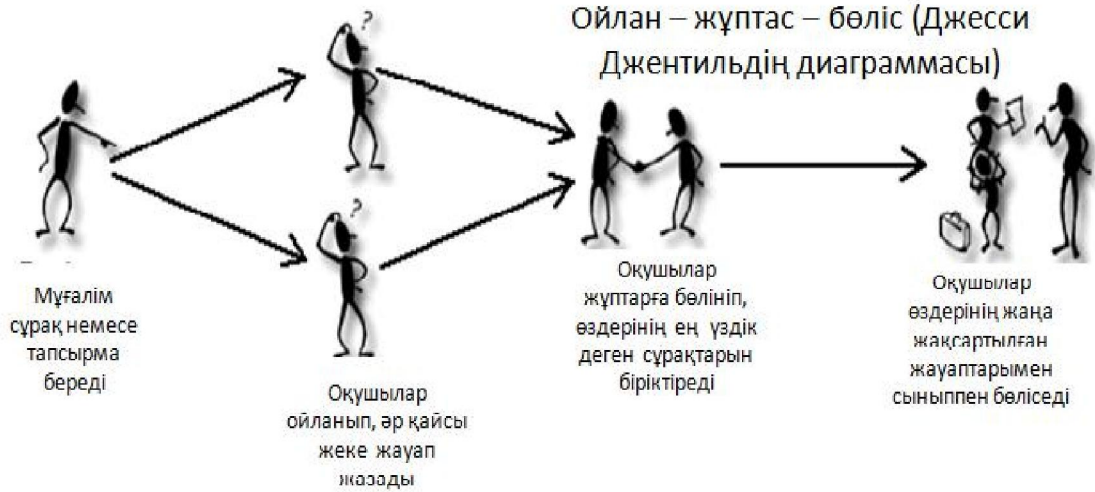 Ойлан – жұптас – бөліс (Джесси
Джентильдің диаграммасы)
?
?
Мұғалім
сұрақ немесе
тапсырма
береді
Оқушылар
ойланып, әр қайсы
жеке жауап
жазады
Оқушылар
жұптарға бөлініп,
өздерінің ең үздік
деген сұрақтарын
біріктіреді
Оқушылар
өздерінің жаңа
жақсартылған
жауаптарымен
сыныппен бөліседі